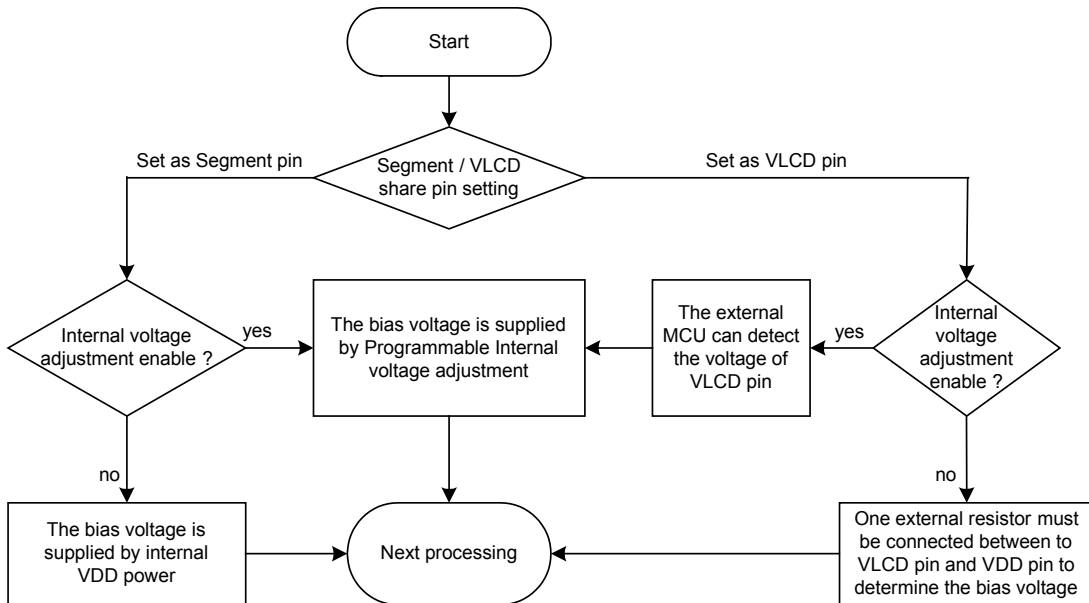 Start
Set as Segment pin
Segment / VLCD
share pin setting
Set as VLCD pin
Internal voltage
adjustment enable ?
yes
The bias voltage is supplied
by Programmable Internal
voltage adjustment
The external
MCU can detect
the voltage of
VLCD pin
yes
Internal
voltage
adjustment
enable ?
no
no
The bias voltage is
supplied by internal
VDD power
Next processing
One external resistor must
be connected between to
VLCD pin and VDD pin to
determine the bias voltage